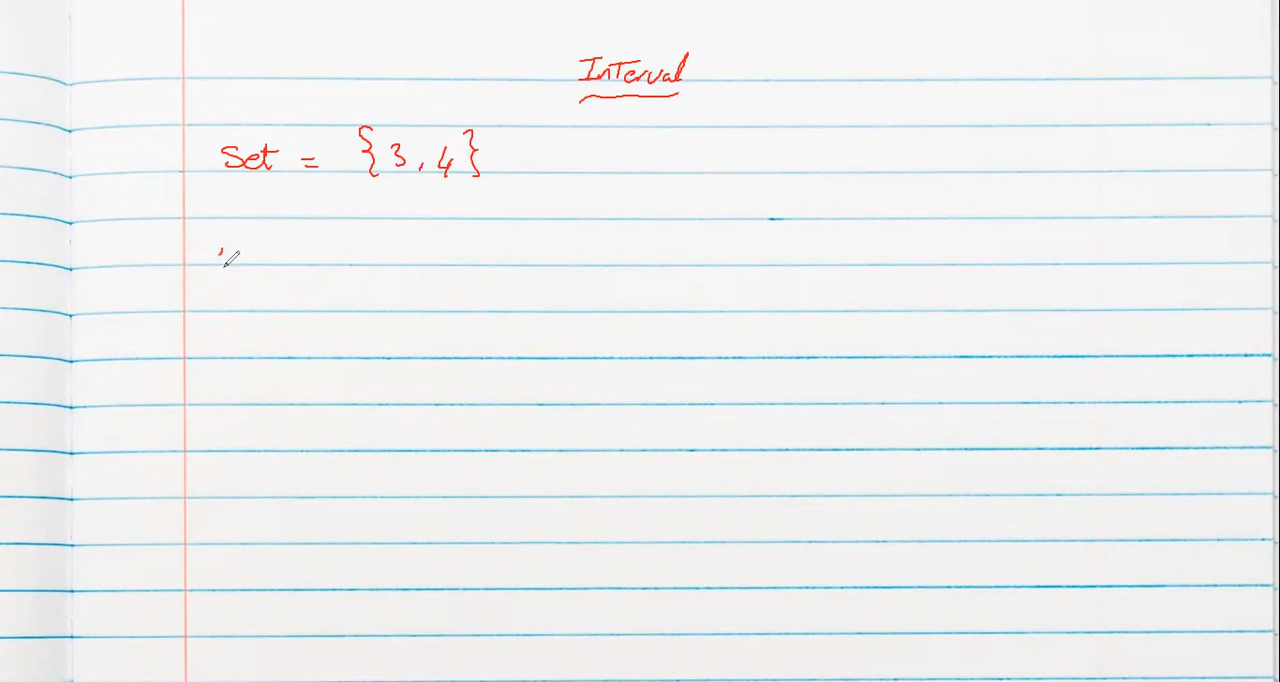 Interval
Set = {3, 4}